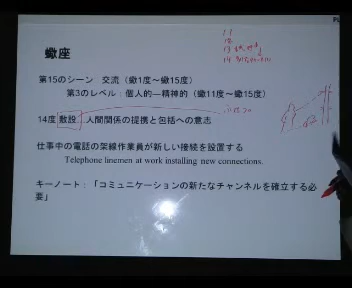 蠍座
第15のシーン　交流（蠍1度～蠍15度）
第3のレベル：個人的―精神的（蠍11度～蠍15度）
14度 敷設：人間関係の提携と包括への意志
仕事中の電話の架線作業員が新しい接続を設置する
Telephone linemen at work installing new connections.
キーノート：「コミュニケーションの新たなチャンネルを確立する必
要」